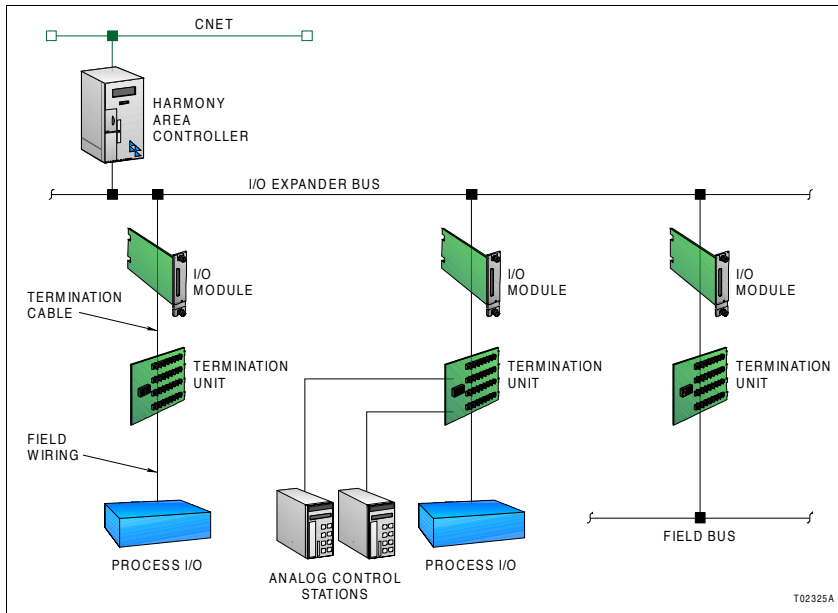 CNET
HARMONY
AREA
CONTROLLER
I/O EXPANDER BUS
I/O
MODULE
I/O
MODULE
I/O
MODULE
TERMINATION
CABLE
TERMINATION
UNIT
TERMINATION
UNIT
TERMINATION
UNIT
FIELD
WIRING
PROCESS I/O
ANALOG CONTROL
STATIONS
PROCESS I/O
FIELD BUS
T02325A